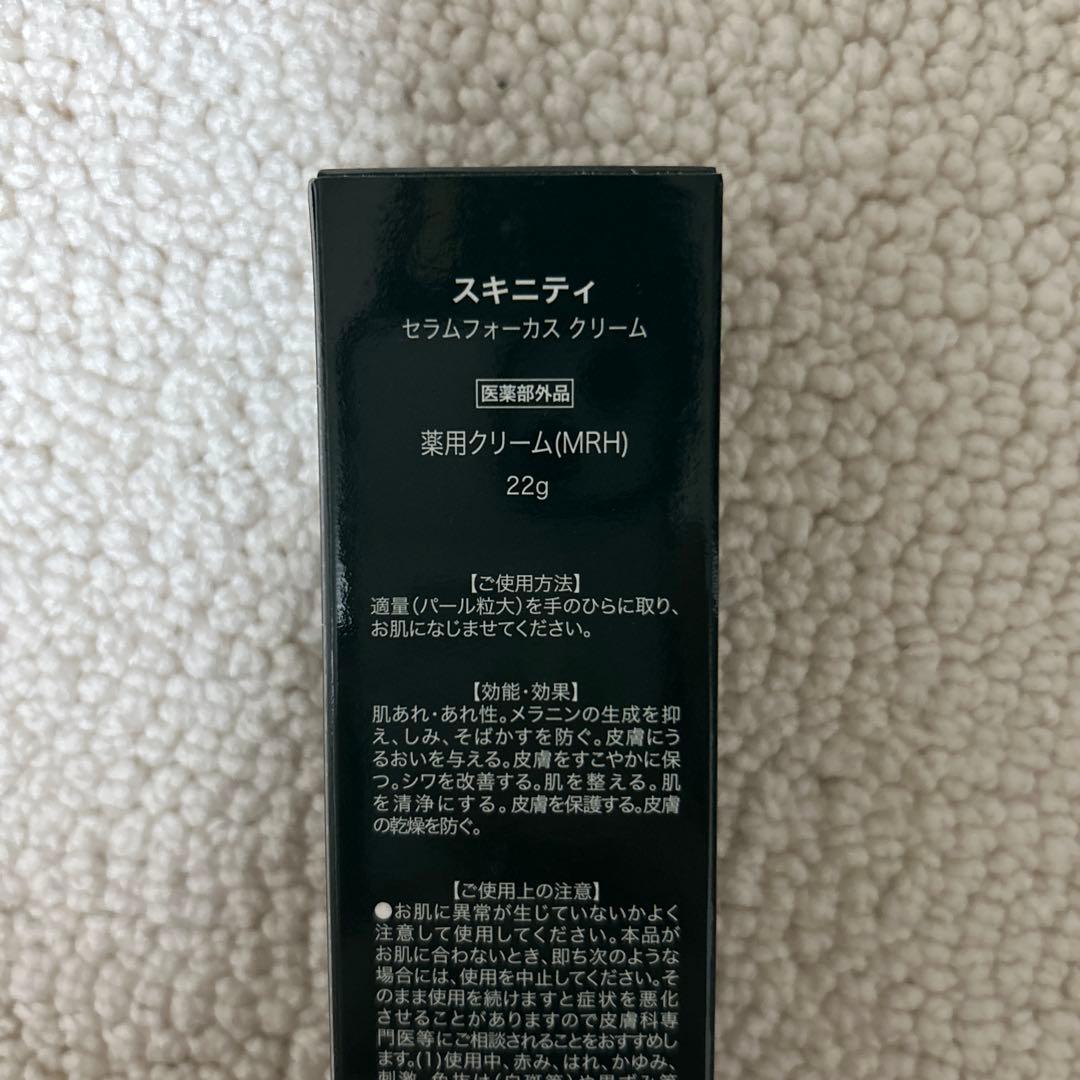 スキニティ
セラムフォーカス クリーム
医薬部外品
薬用クリーム(MRH)
22g
【ご使用方法】
適量(パール粒大)を手のひらに取り、
お肌になじませてください。
【効能・効果】
肌あれ・あれ性。メラニンの生成を抑
え、しみ、そばかすを防ぐ。皮膚にう
るおいを与える。皮膚をすこやかに保
つ。シワを改善する。肌を整える。肌
を清浄にする。皮膚を保護する。皮膚
の乾燥を防ぐ。
【ご使用上の注意】
●お肌に異常が生じていないかよく
注意して使用してください。本品が
お肌に合わないとき、即ち次のような
場合には、使用を中止してください。そ
のまま使用を続けますと症状を悪化
させることがありますので皮膚科専
門医等にご相談されることをおすすめし
ます。(1)使用中、赤み、はれ、かゆみ、
刺激、色抜け(白斑等)や黒ずみ等